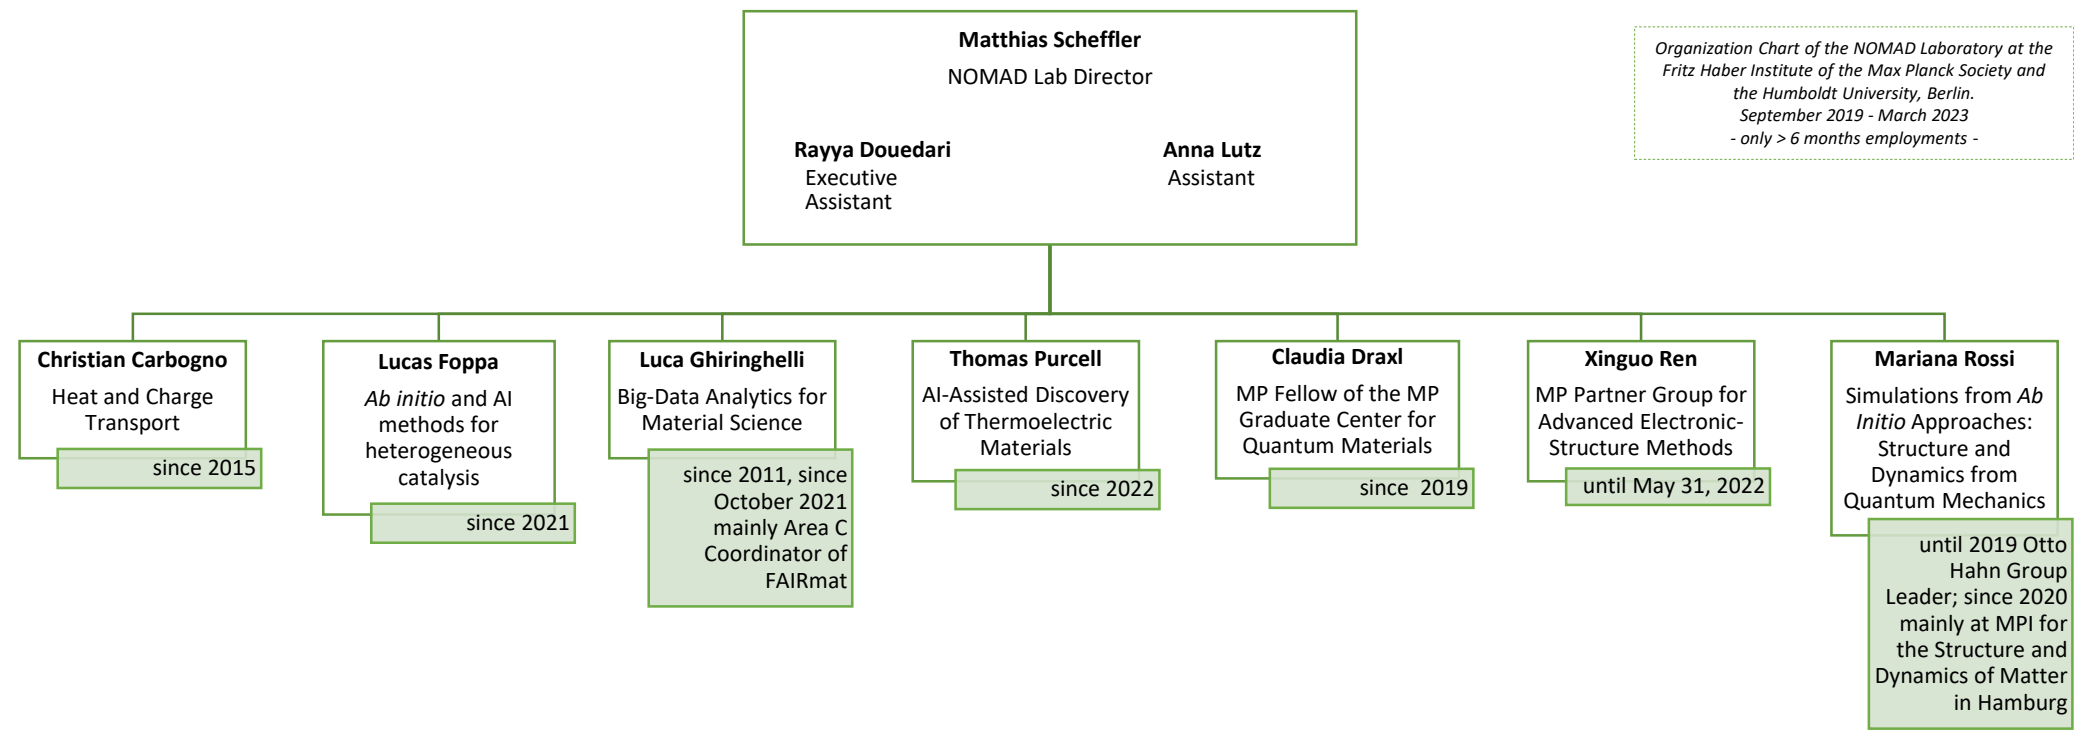 Matthias Scheffler
NOMAD Lab Director
Rayya Douedari
Executive
Assistant
Anna Lutz
Assistant
Organization Chart of the NOMAD Laboratory at the
Fritz Haber Institute of the Max Planck Society and
the Humboldt University, Berlin.
September 2019 - March 2023
- only > 6 months employments -
Christian Carbogno
Heat and Charge
Transport
since 2015
Lucas Foppa
Ab initio and AI
methods for
heterogeneous
catalysis
since 2021
Luca Ghiringhelli
Big-Data Analytics for
Material Science
since 2011, since
October 2021
mainly Area C
Coordinator of
FAIRmat
Thomas Purcell
AI-Assisted Discovery
of Thermoelectric
Materials
since 2022
Claudia Draxl
MP Fellow of the MP
Graduate Center for
Quantum Materials
since 2019
Xinguo Ren
MP Partner Group for
Advanced Electronic-
Structure Methods
until May 31, 2022
Mariana Rossi
Simulations from Ab
Initio Approaches:
Structure and
Dynamics from
Quantum Mechanics
until 2019 Otto
Hahn Group
Leader; since 2020
mainly at MPI for
the Structure and
Dynamics of Matter
in Hamburg